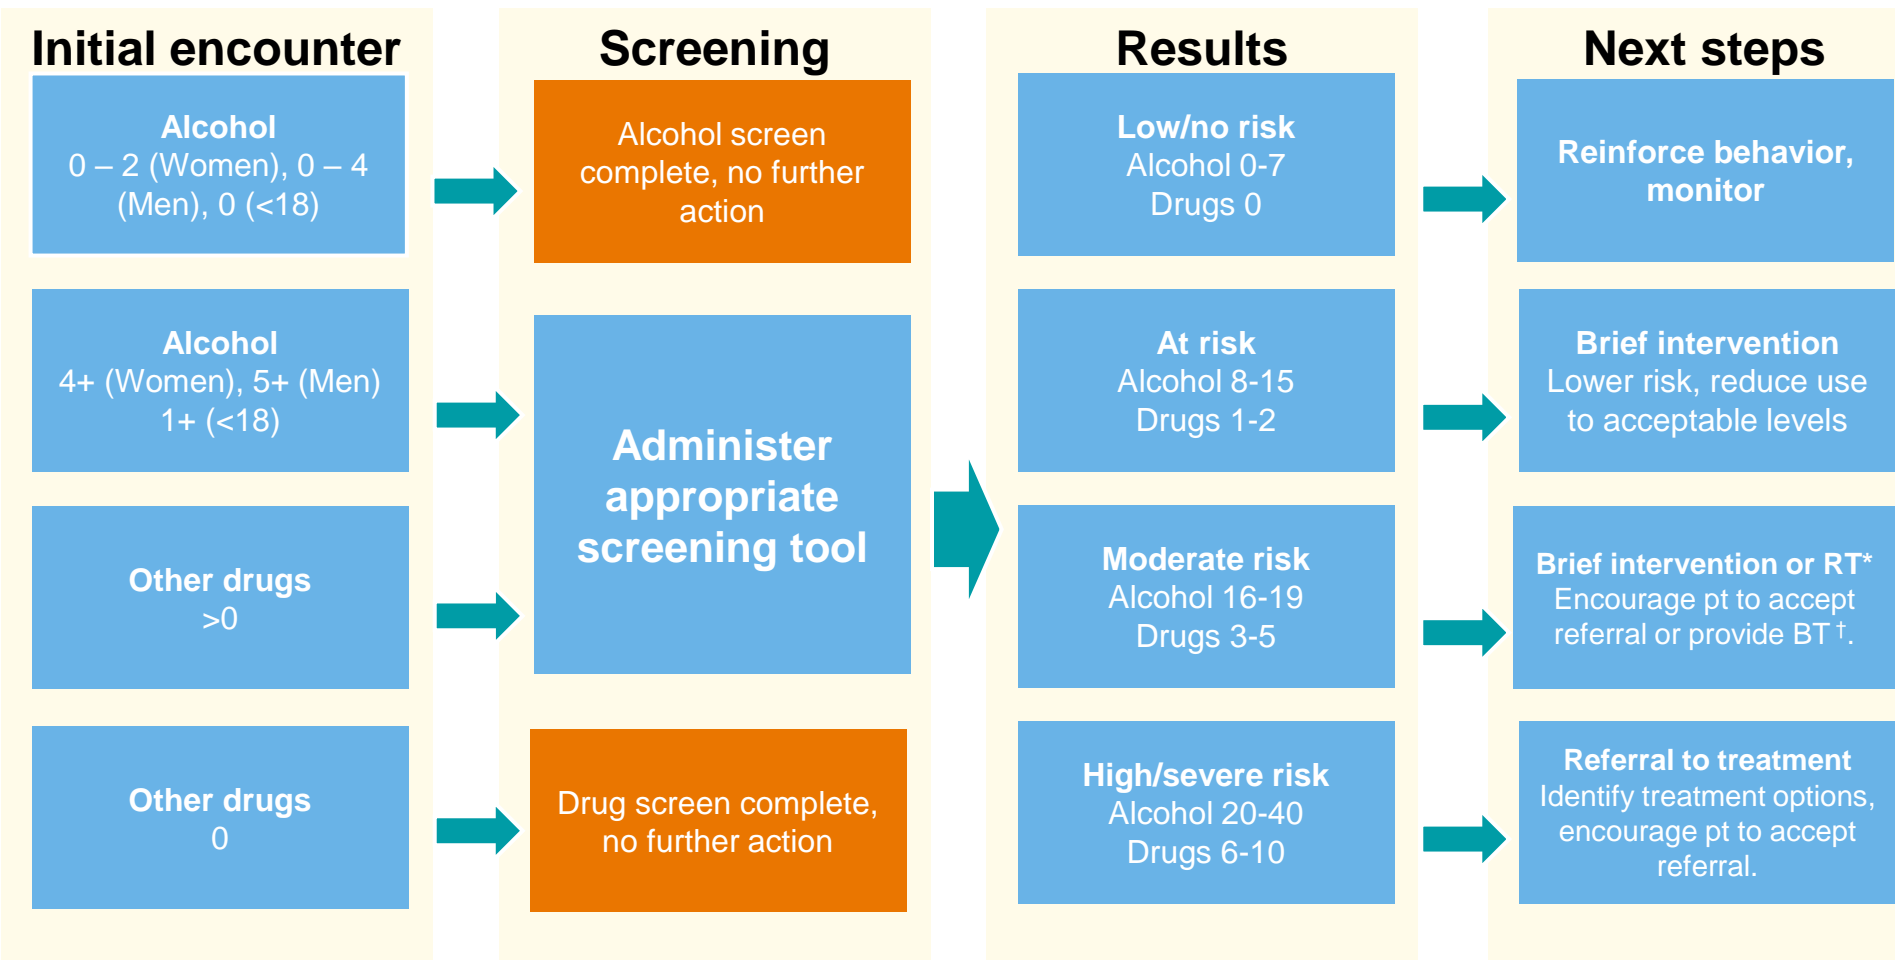 Initial encounter
Alcohol
0 – 2 (Women), 0 – 4
(Men), 0 (<18)
Alcohol
4+ (Women), 5+ (Men)
1+ (<18)
Other drugs
>0
Other drugs
0
Screening
Alcohol screen
complete, no further
action
Administer
appropriate
screening tool
Drug screen complete,
no further action
Results
Low/no risk
Alcohol 0-7
Drugs 0
At risk
Alcohol 8-15
Drugs 1-2
Moderate risk
Alcohol 16-19
Drugs 3-5
High/severe risk
Alcohol 20-40
Drugs 6-10
Next steps
Reinforce behavior,
monitor
Brief intervention
Lower risk, reduce use
to acceptable levels
Brief intervention or RT*
Encourage pt to accept
referral or provide BT †.
Referral to treatment
Identify treatment options,
encourage pt to accept
referral.